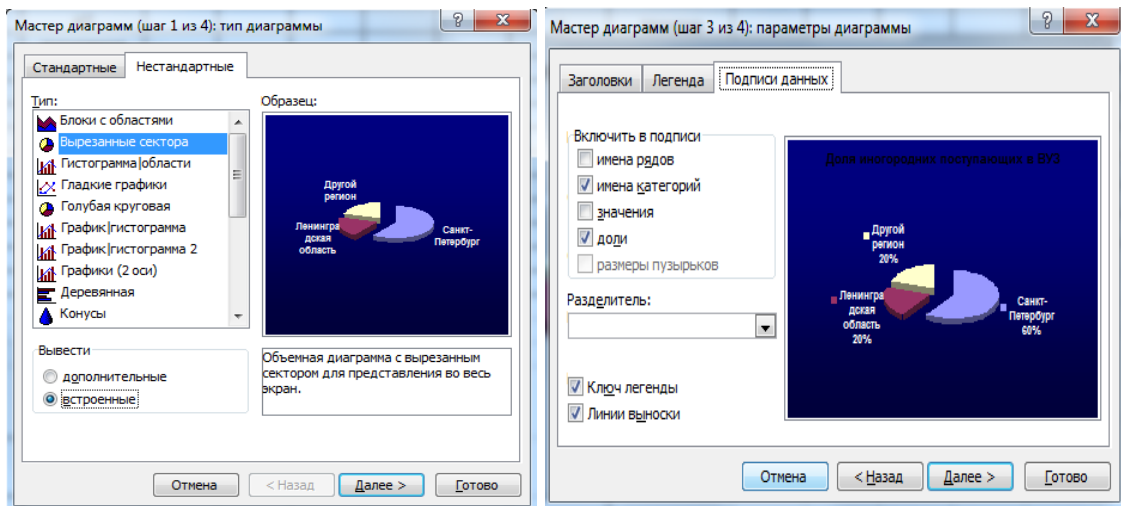 Мастер диаграмм (шаг 1 из 4): тип диаграммы
Стандартные Нестандартные
Тип:
Блоки с областями
Вырезанные сектора
Гистограмма|области
Гладкие графики
Голубая круговая
График|гистограмма
График|гистограмма 2
Графики (2 оси)
Деревянная
Конусы
Образец:
Другой
регион
Ленингра
дская
область
Санкт-
Петербург
Вывести
дополнительные
встроенные
Объемная диаграмма с вырезанным
сектором для представления во весь
экран.
Отмена < Назад Далее > Готово
Мастер диаграмм (шаг 3 из 4): параметры диаграммы
Заголовки Легенда Подписи данных
Включить в подписи
имена рядов
имена категорий
значения
доли
размеры пузырьков
Разделитель:
Ключ легенды
Линии выноски
Доля иногородних поступающих в ВУЗ
Другой
регион
20%
Ленингра
дская
область
20%
Санкт-
Петербург
60%
Отмена < Назад Далее > Готово